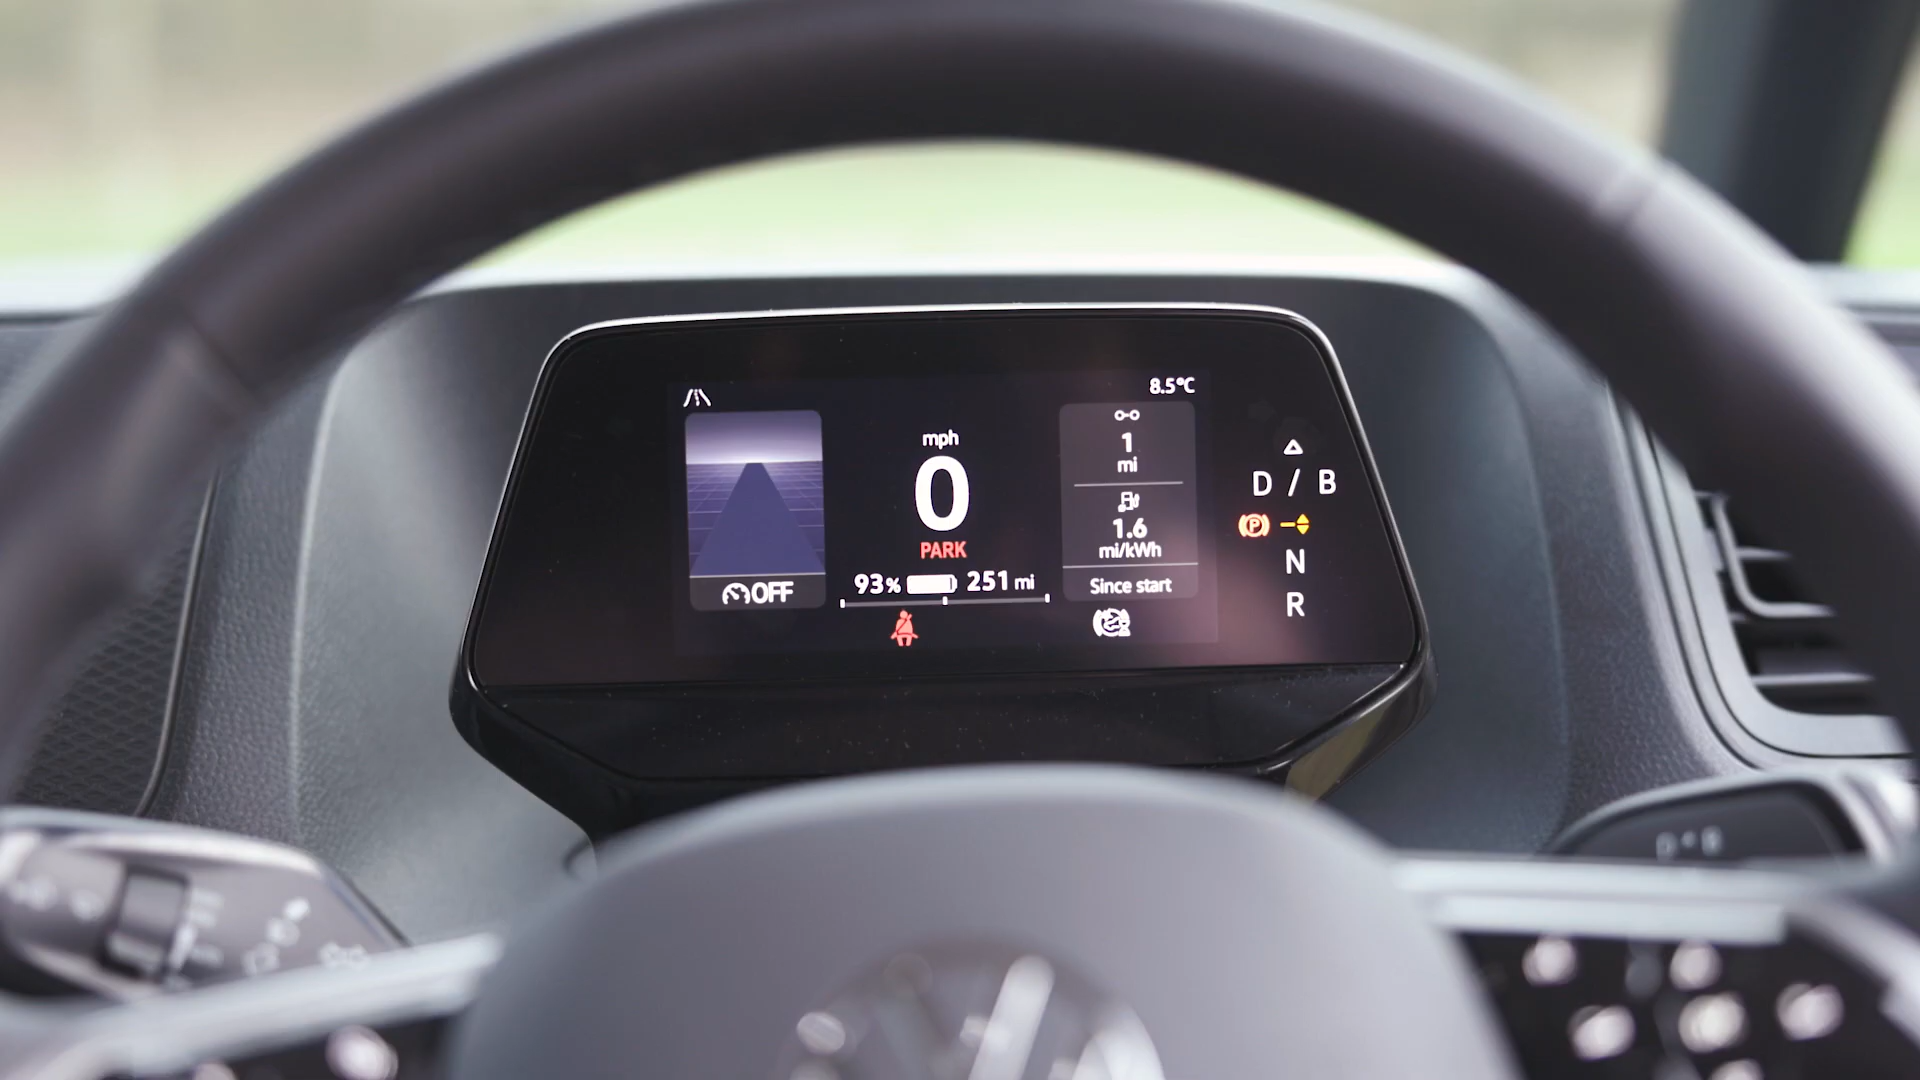 8.5°C
mph
0
PARK
93% 251 mi
OFF
1
mi
1.6
mi/kWh
Since start
D / B
P
N
R